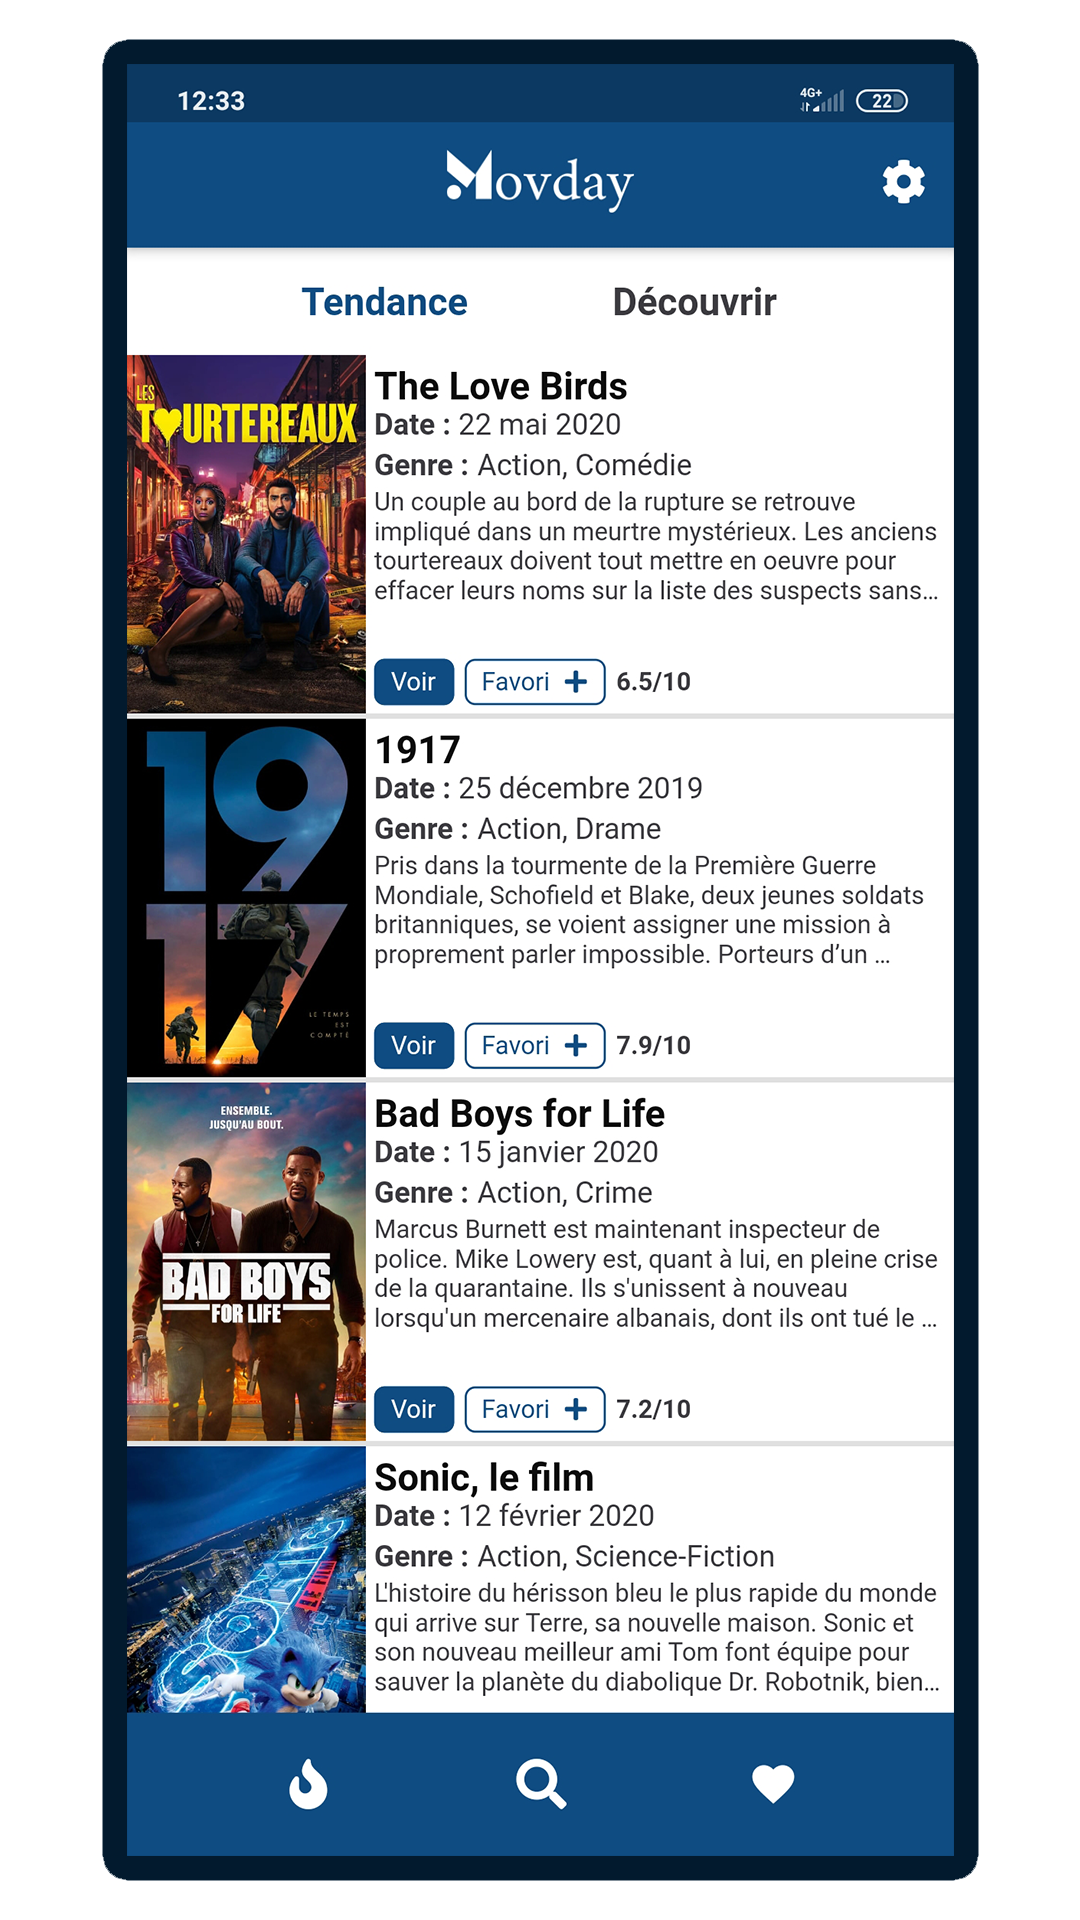 12:33
4G+
22
Movday
Tendance
Découvrir
LES
TOURTEREAUX
The Love Birds
Date : 22 mai 2020
Genre : Action, Comédie
Un couple au bord de la rupture se retrouve
impliqué dans un meurtre mystérieux. Les anciens
tourtereaux doivent tout mettre en oeuvre pour
effacer leurs noms sur la liste des suspects sans…
Voir
Favori +
6.5/10
19
17
LE TEMPS
EST
COMPTÉ
1917
Date : 25 décembre 2019
Genre : Action, Drame
Pris dans la tourmente de la Première Guerre
Mondiale, Schofield et Blake, deux jeunes soldats
britanniques, se voient assigner une mission à
proprement parler impossible. Porteurs d’un …
Voir
Favori +
7.9/10
ENSEMBLE.
JUSQU'AU BOUT.
BAD BOYS
FOR LIFE
Bad Boys for Life
Date : 15 janvier 2020
Genre : Action, Crime
Marcus Burnett est maintenant inspecteur de
police. Mike Lowery est, quant à lui, en pleine crise
de la quarantaine. Ils s'unissent à nouveau
lorsqu'un mercenaire albanais, dont ils ont tué le …
Voir
Favori +
7.2/10
SONIC
LE FILM
Sonic, le film
Date : 12 février 2020
Genre : Action, Science-Fiction
L'histoire du hérisson bleu le plus rapide du monde
qui arrive sur Terre, sa nouvelle maison. Sonic et
son nouveau meilleur ami Tom font équipe pour
sauver la planète du diabolique Dr. Robotnik, bien…